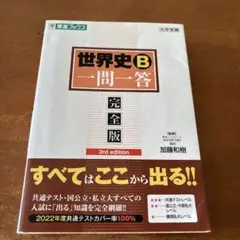 東進ブックス
大学受験
世界史B
一問一答
完全版
3rd edition
加藤和樹
すべてはここから出る!!
共通テスト・国公立・私立大すべての
入試に「出る」知識を完全網羅!!
2022年度共通テストカバー率100%